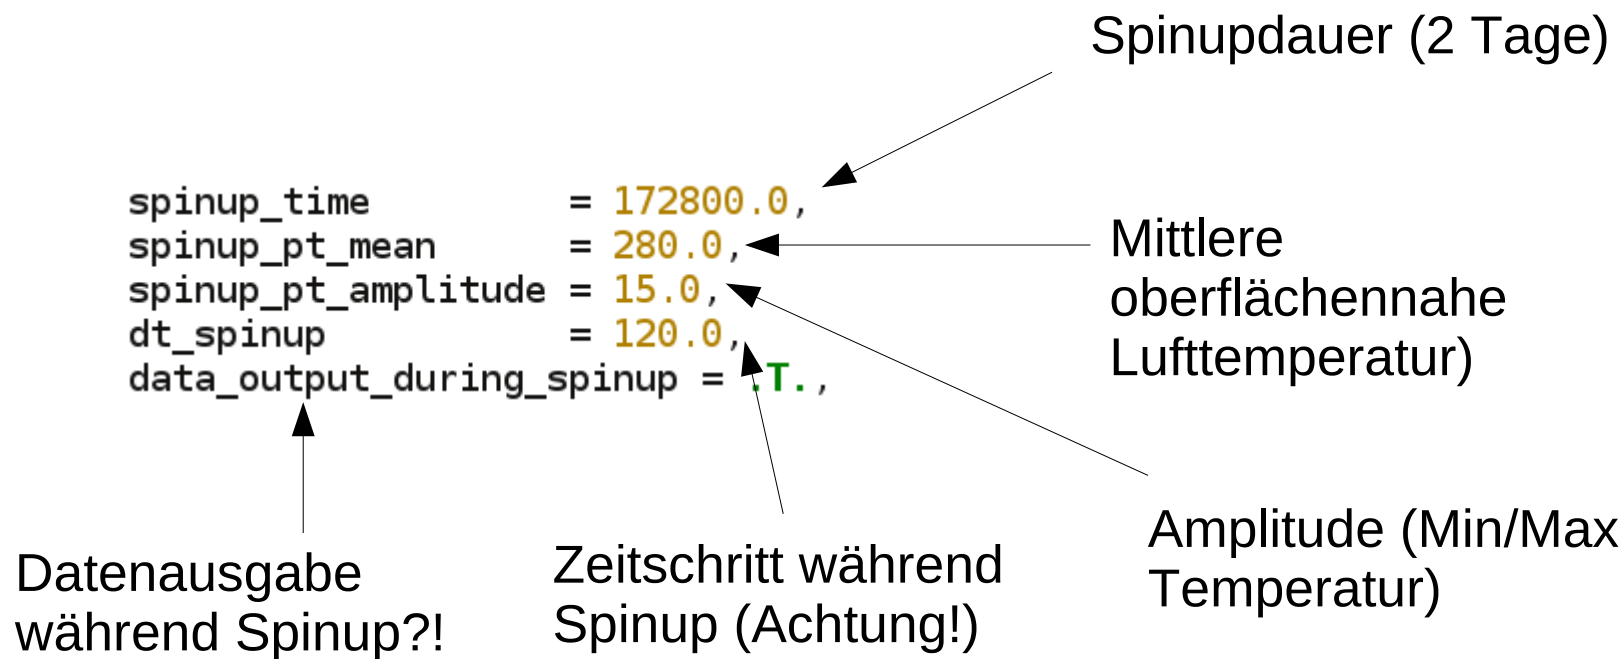 Spinupdauer (2 Tage)
spinup_time = 172800.0,
spinup_pt_mean = 280.0,
spinup_pt_amplitude = 15.0,
dt_spinup = 120.0,
data_output_during_spinup = .T.,
Mittlere
oberflächennahe
Lufttemperatur)
Amplitude (Min/Max
Temperatur)
Zeitschritt während
Spinup (Achtung!)
Datenausgabe
während Spinup?!